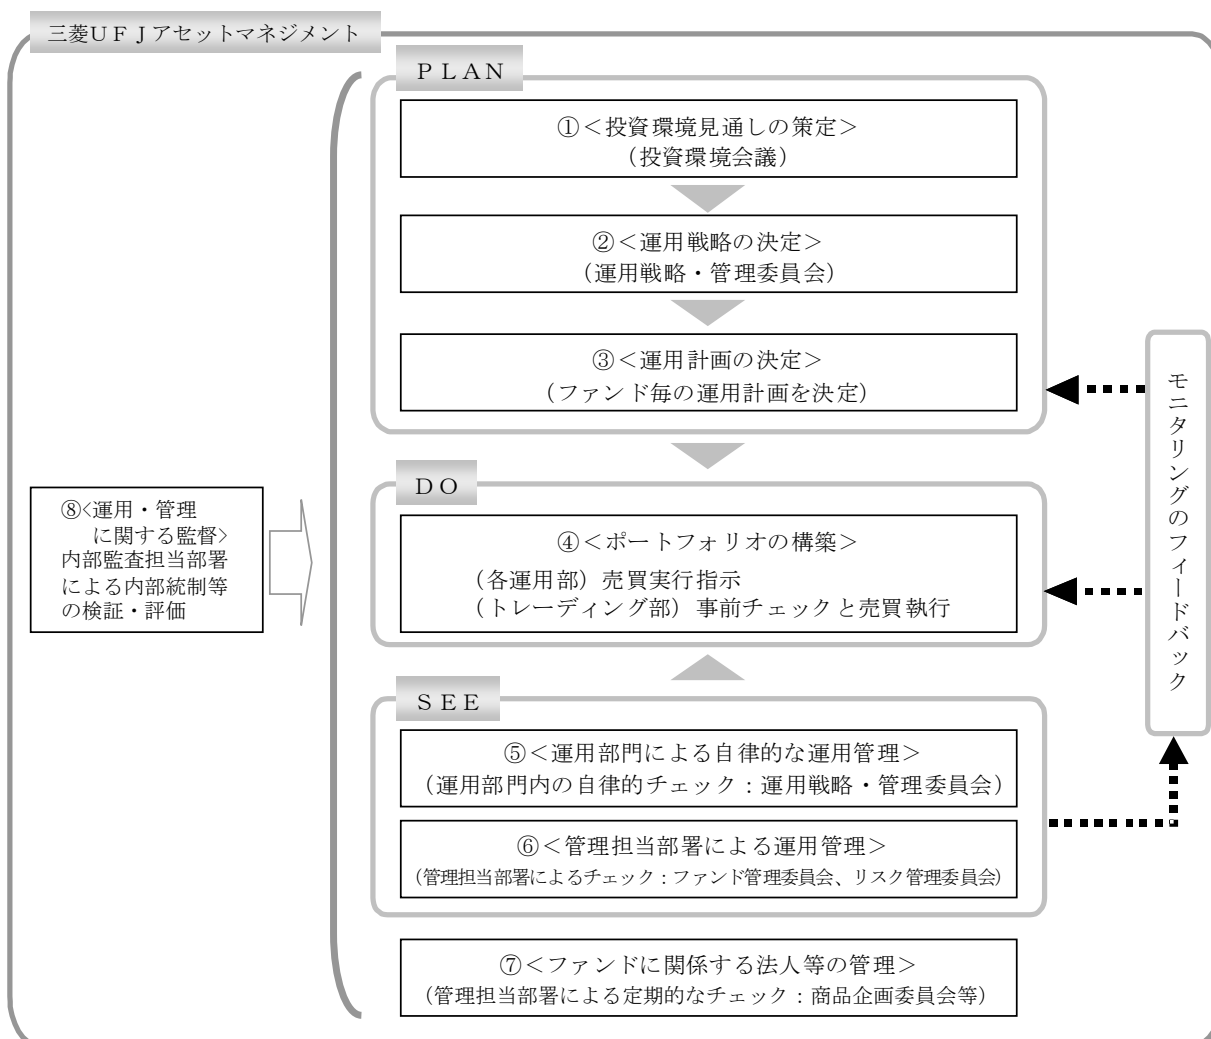 三菱UFJアセットマネジメント
PLAN
①＜投資環境見通しの策定＞
（投資環境会議）
②＜運用戦略の決定＞
（運用戦略・管理委員会）
③＜運用計画の決定＞
（ファンド毎の運用計画を決定）
DO
④＜ポートフォリオの構築＞
（各運用部）売買実行指示
（トレーディング部）事前チェックと売買執行
SEE
⑤＜運用部門による自律的な運用管理＞
（運用部門内の自律的チェック：運用戦略・管理委員会）
⑥＜管理担当部署による運用管理＞
（管理担当部署によるチェック：ファンド管理委員会、リスク管理委員会）
⑦＜ファンドに関係する法人等の管理＞
（管理担当部署による定期的なチェック：商品企画委員会等）
⑧<運用・管理
に関する監督>
内部監査担当部署
による内部統制等
の検証・評価
モニタリングのフィードバック